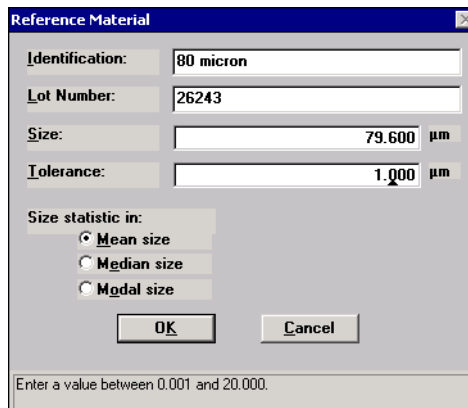 Reference Material
Identification: 80 micron
Lot Number: 26243
Size: 79.600 µm
Tolerance: 1.000 µm
Size statistic in:
Mean size
Median size
Modal size
OK Cancel
Enter a value between 0.001 and 20.000.